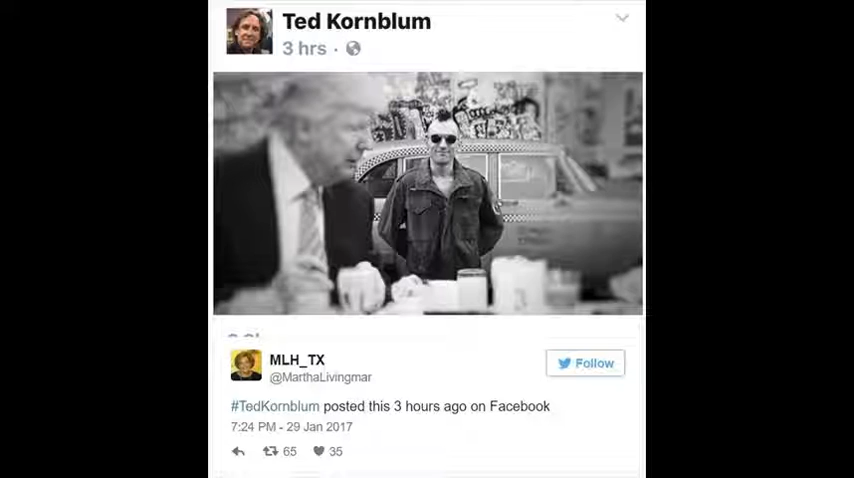 Ted Kornblum
3 hrs ·
MLH_TX
@MarthaLivingmar
Follow
#TedKornblum posted this 3 hours ago on Facebook
7:24 PM - 29 Jan 2017
65 35